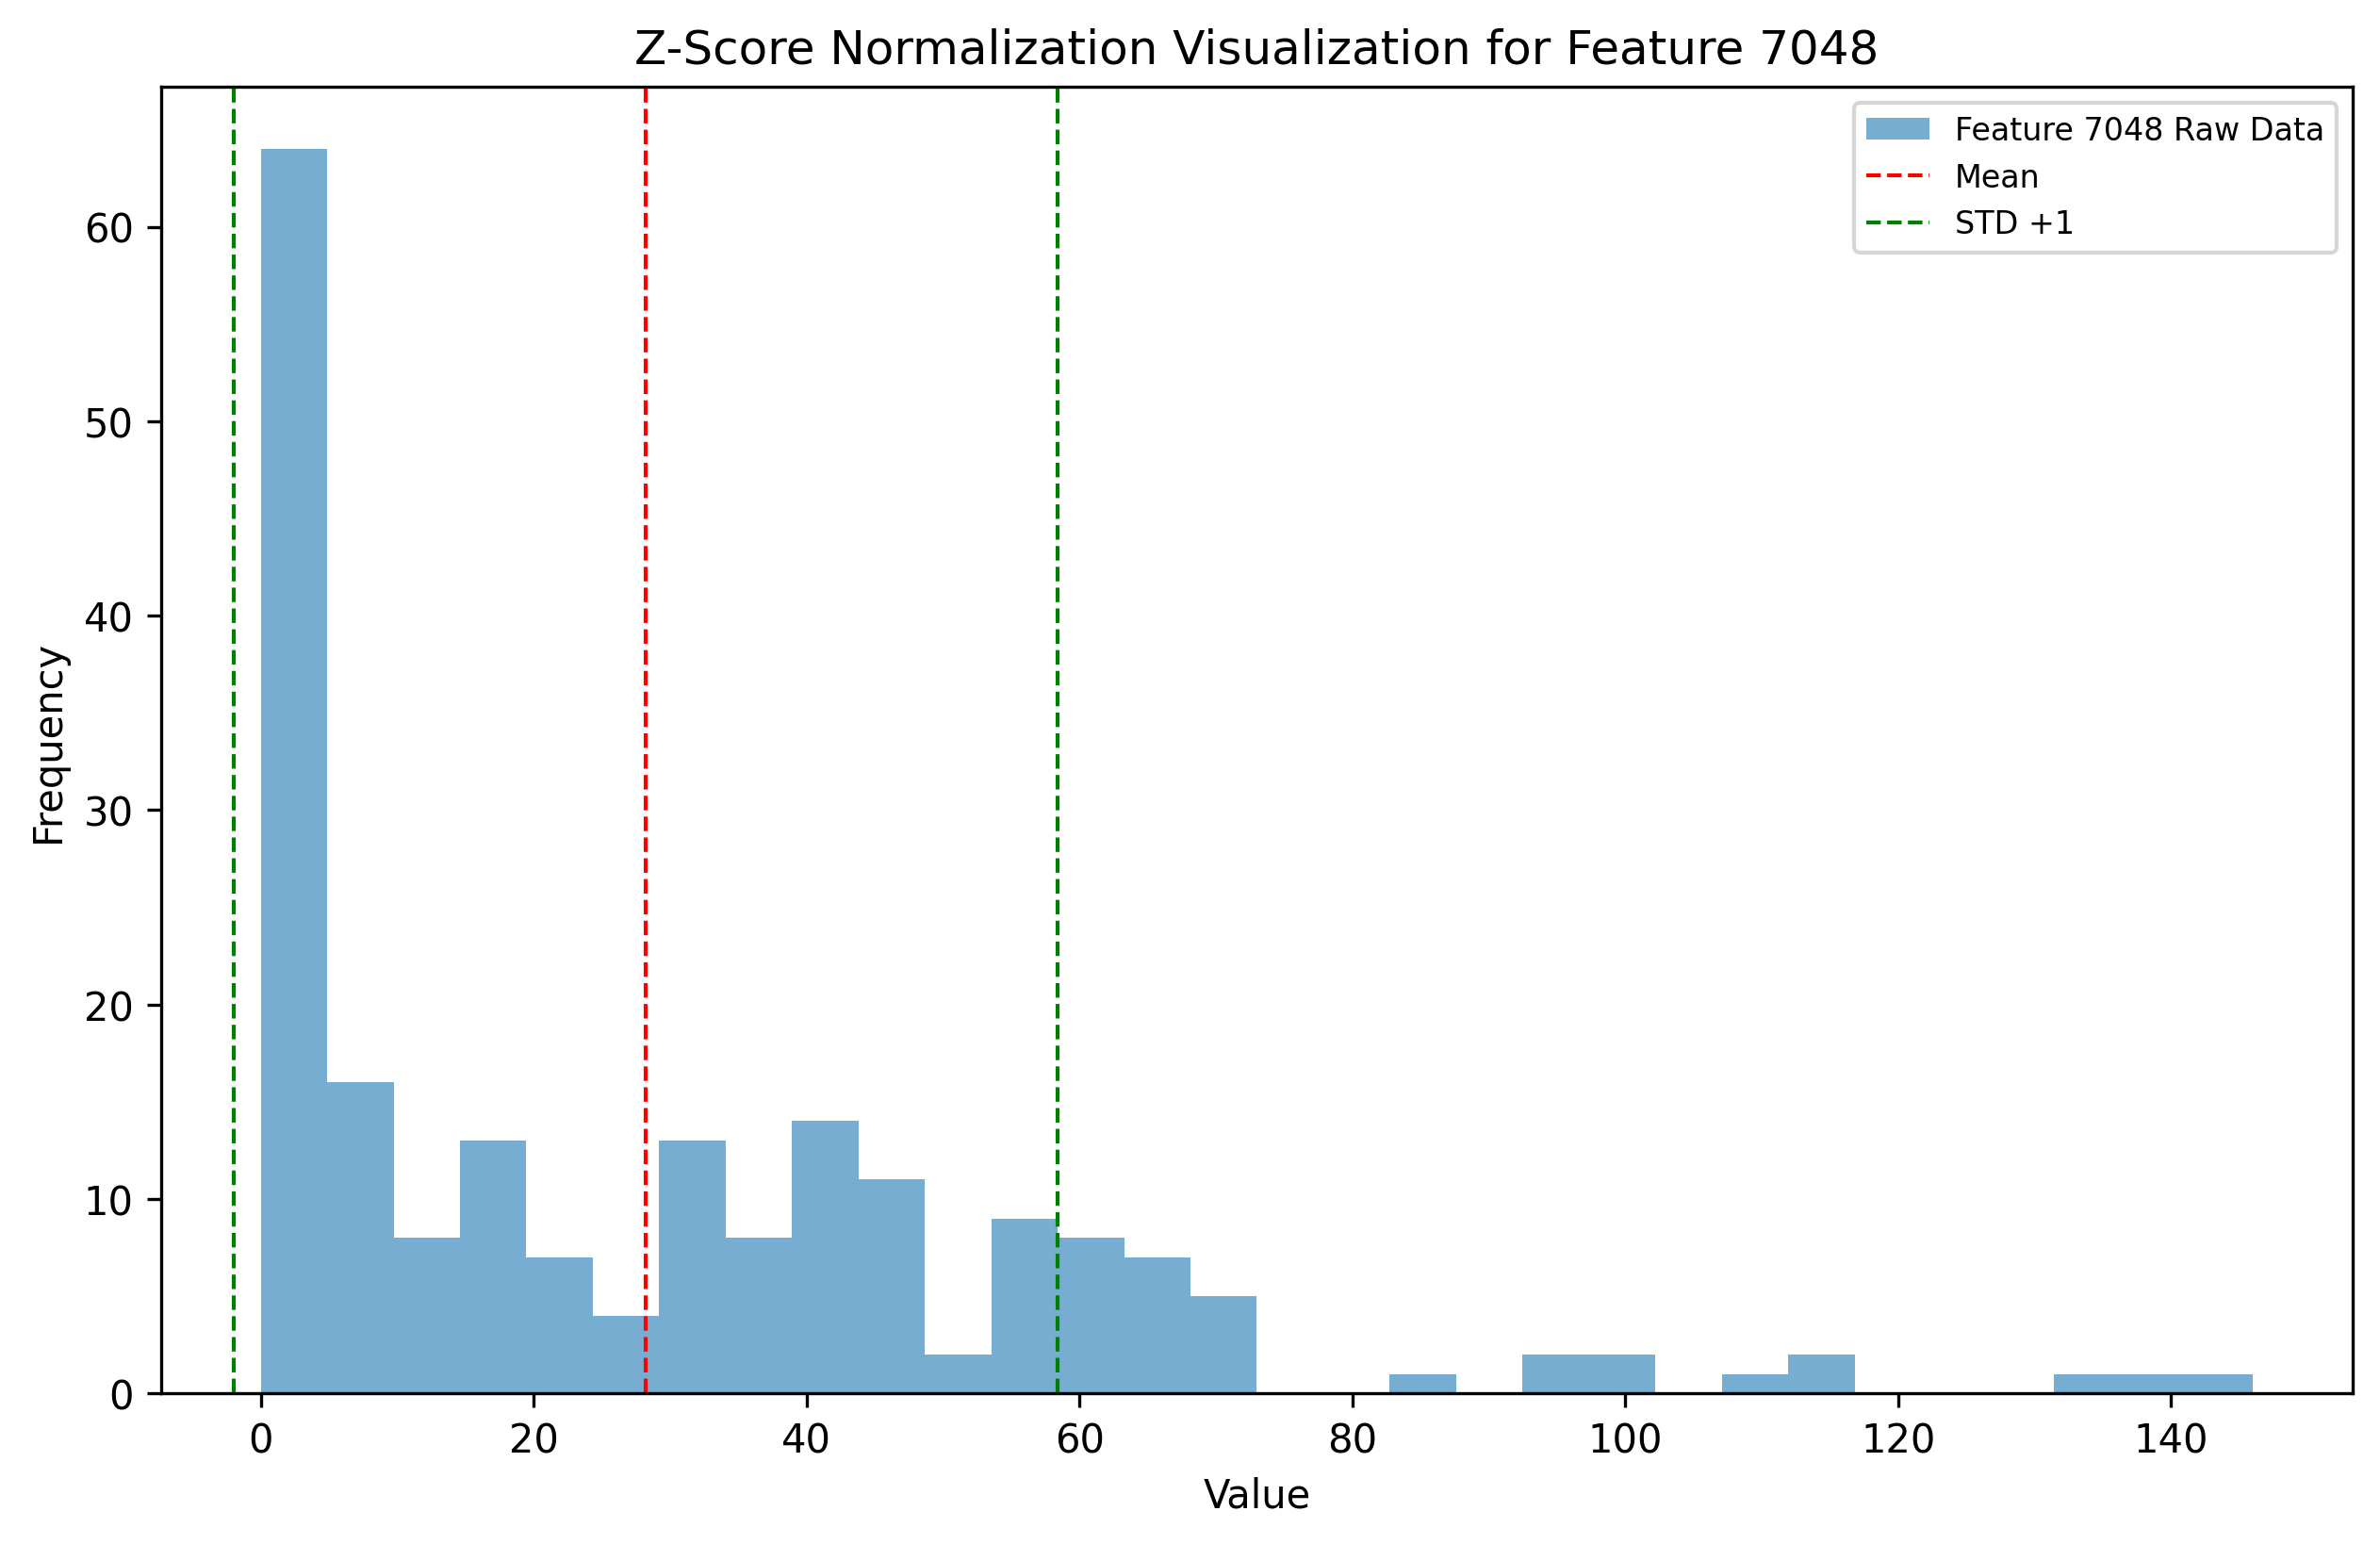 Z-Score Normalization Visualization for Feature 7048
Feature 7048 Raw Data
Mean
STD +1
Frequency
60
50
40
30
20
10
0
0 20 40 60 80 100 120 140
Value